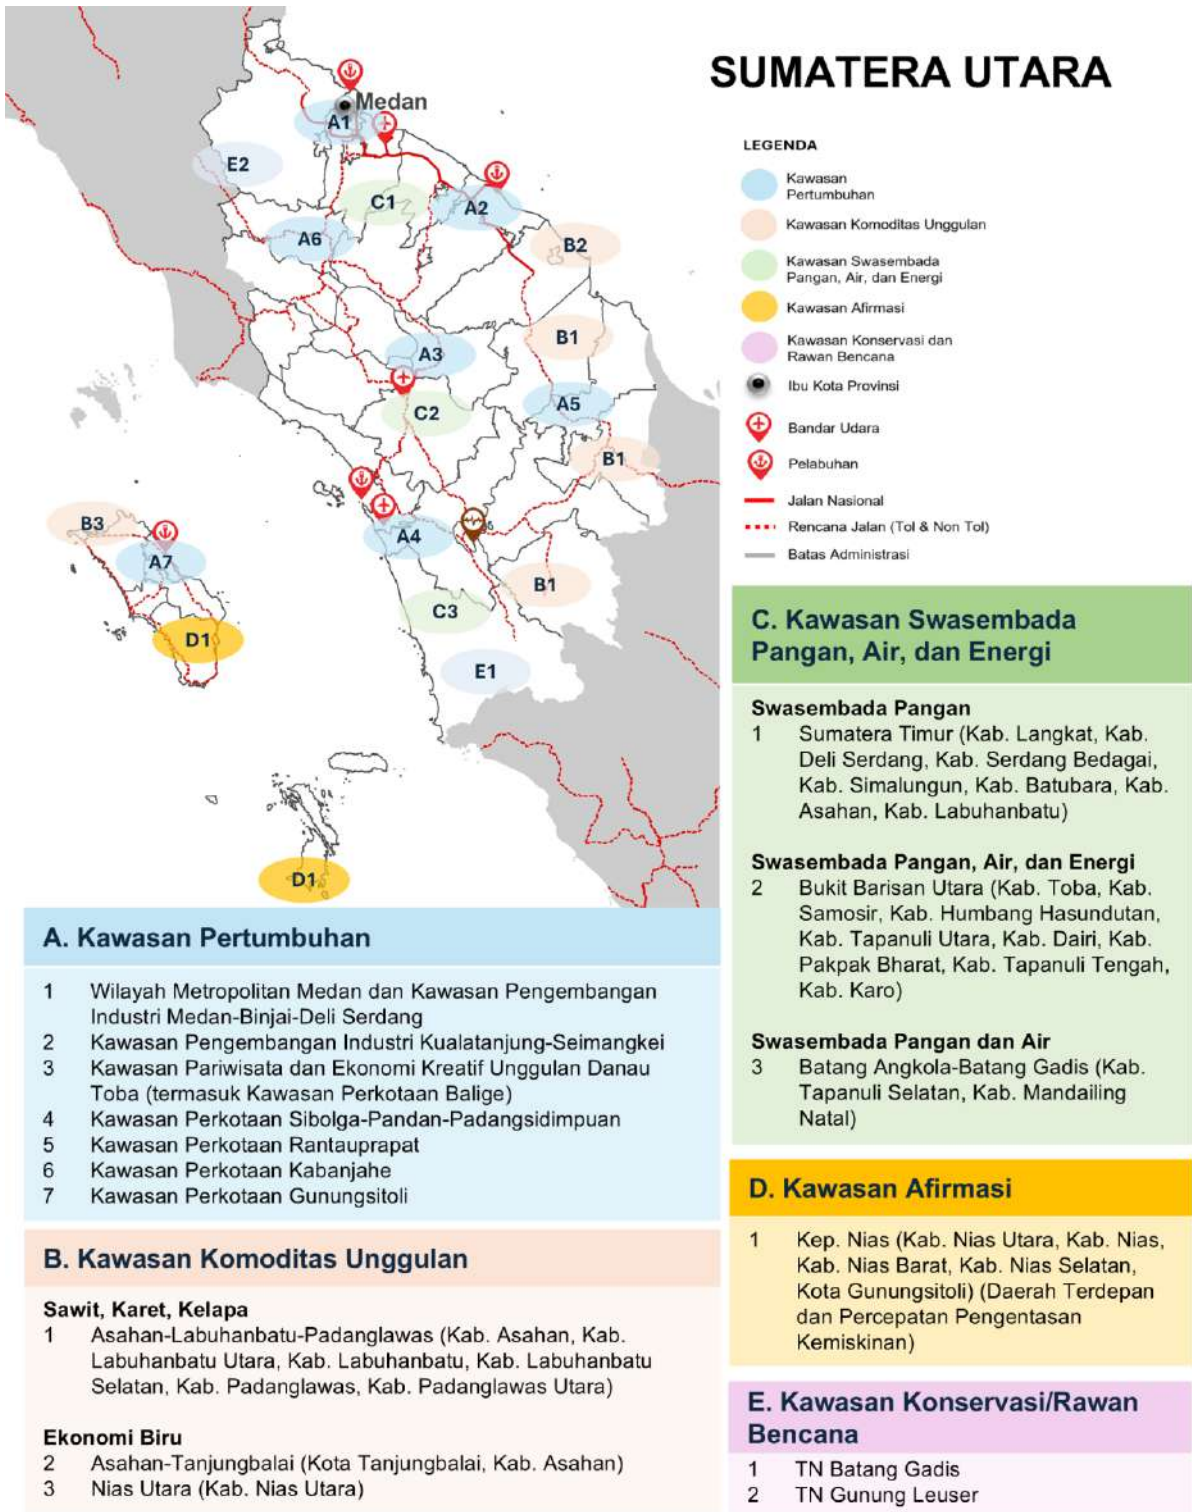 SUMATERA UTARA
LEGENDA
Kawasan
Pertumbuhan
Kawasan Komoditas Unggulan
Kawasan Swasembada
Pangan, Air, dan Energi
Kawasan Afirmasi
Kawasan Konservasi dan
Rawan Bencana
Ibu Kota Provinsi
Bandar Udara
Pelabuhan
Jalan Nasional
Rencana Jalan (Tol & Non Tol)
Batas Administrasi
Medan
A1
E2
C1
A2
A6
B2
B1
A3
A5
C2
B1
B3
A4
A7
B1
C3
D1
E1
D1
A. Kawasan Pertumbuhan
1 Wilayah Metropolitan Medan dan Kawasan Pengembangan
Industri Medan-Binjai-Deli Serdang
2 Kawasan Pengembangan Industri Kualatanjung-Seimangkei
3 Kawasan Pariwisata dan Ekonomi Kreatif Unggulan Danau
Toba (termasuk Kawasan Perkotaan Balige)
4 Kawasan Perkotaan Sibolga-Pandan-Padangsidimpuan
5 Kawasan Perkotaan Rantauprapat
6 Kawasan Perkotaan Kabanjahe
7 Kawasan Perkotaan Gunungsitoli
B. Kawasan Komoditas Unggulan
Sawit, Karet, Kelapa
1 Asahan-Labuhanbatu-Padanglawas (Kab. Asahan, Kab.
Labuhanbatu Utara, Kab. Labuhanbatu, Kab. Labuhanbatu
Selatan, Kab. Padanglawas, Kab. Padanglawas Utara)
Ekonomi Biru
2 Asahan-Tanjungbalai (Kota Tanjungbalai, Kab. Asahan)
3 Nias Utara (Kab. Nias Utara)
C. Kawasan Swasembada
Pangan, Air, dan Energi
Swasembada Pangan
1 Sumatera Timur (Kab. Langkat, Kab.
Deli Serdang, Kab. Serdang Bedagai,
Kab. Simalungun, Kab. Batubara, Kab.
Asahan, Kab. Labuhanbatu)
Swasembada Pangan, Air, dan Energi
2 Bukit Barisan Utara (Kab. Toba, Kab.
Samosir, Kab. Humbang Hasundutan,
Kab. Tapanuli Utara, Kab. Dairi, Kab.
Pakpak Bharat, Kab. Tapanuli Tengah,
Kab. Karo)
Swasembada Pangan dan Air
3 Batang Angkola-Batang Gadis (Kab.
Tapanuli Selatan, Kab. Mandailing
Natal)
D. Kawasan Afirmasi
1 Kep. Nias (Kab. Nias Utara, Kab. Nias,
Kab. Nias Barat, Kab. Nias Selatan,
Kota Gunungsitoli) (Daerah Terdepan
dan Percepatan Pengentasan
Kemiskinan)
E. Kawasan Konservasi/Rawan
Bencana
1 TN Batang Gadis
2 TN Gunung Leuser